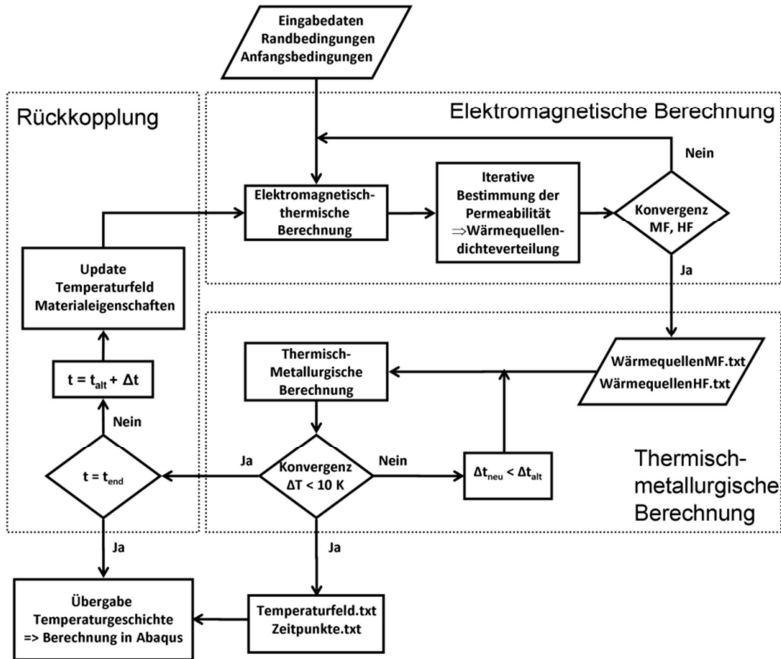 Eingabedaten
Randbedingungen
Anfangsbedingungen
Rückkopplung
Elektromagnetische Berechnung
Nein
Elektromagnetisch-
thermische
Berechnung
Iterative
Bestimmung der
Permeabilität
⇒Wärmequellen-
dichteverteilung
Konvergenz
MF, HF
Ja
Update
Temperaturfeld
Materialeigenschaften
t = t_alt + Δt
Nein
t = t_end
Ja
Thermisch-
Metallurgische
Berechnung
WärmequellenMF.txt
WärmequellenHF.txt
Ja
Konvergenz
ΔT < 10 K
Nein
Δt_neu < Δt_alt
Thermisch-
metallurgische
Berechnung
Ja
Übergabe
Temperaturgeschichte
=> Berechnung in Abaqus
Temperaturfeld.txt
Zeitpunkte.txt